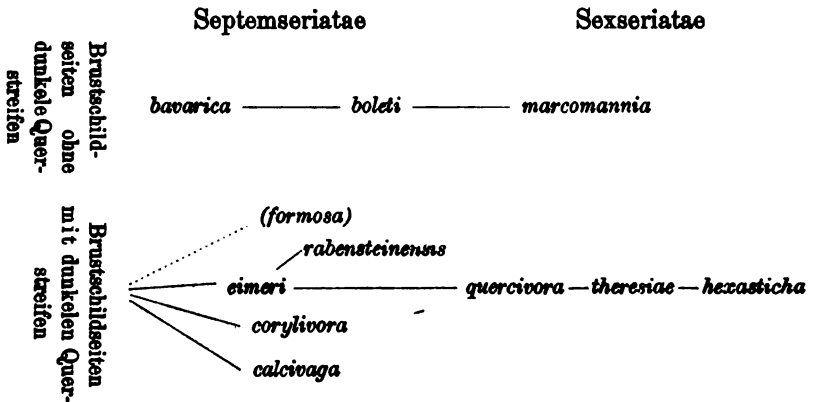 Septemseriatae Sexseriatae
Brustschild-
seiten ohne
dunkele Quer-
streifen
bavarica boleti marcomannia
Brustschildseiten
mit dunkelen Quer-
streifen
(formosa)
rabensteinensis
eimeri quercivora theresiae hexasticha
corylivora
calcivaga